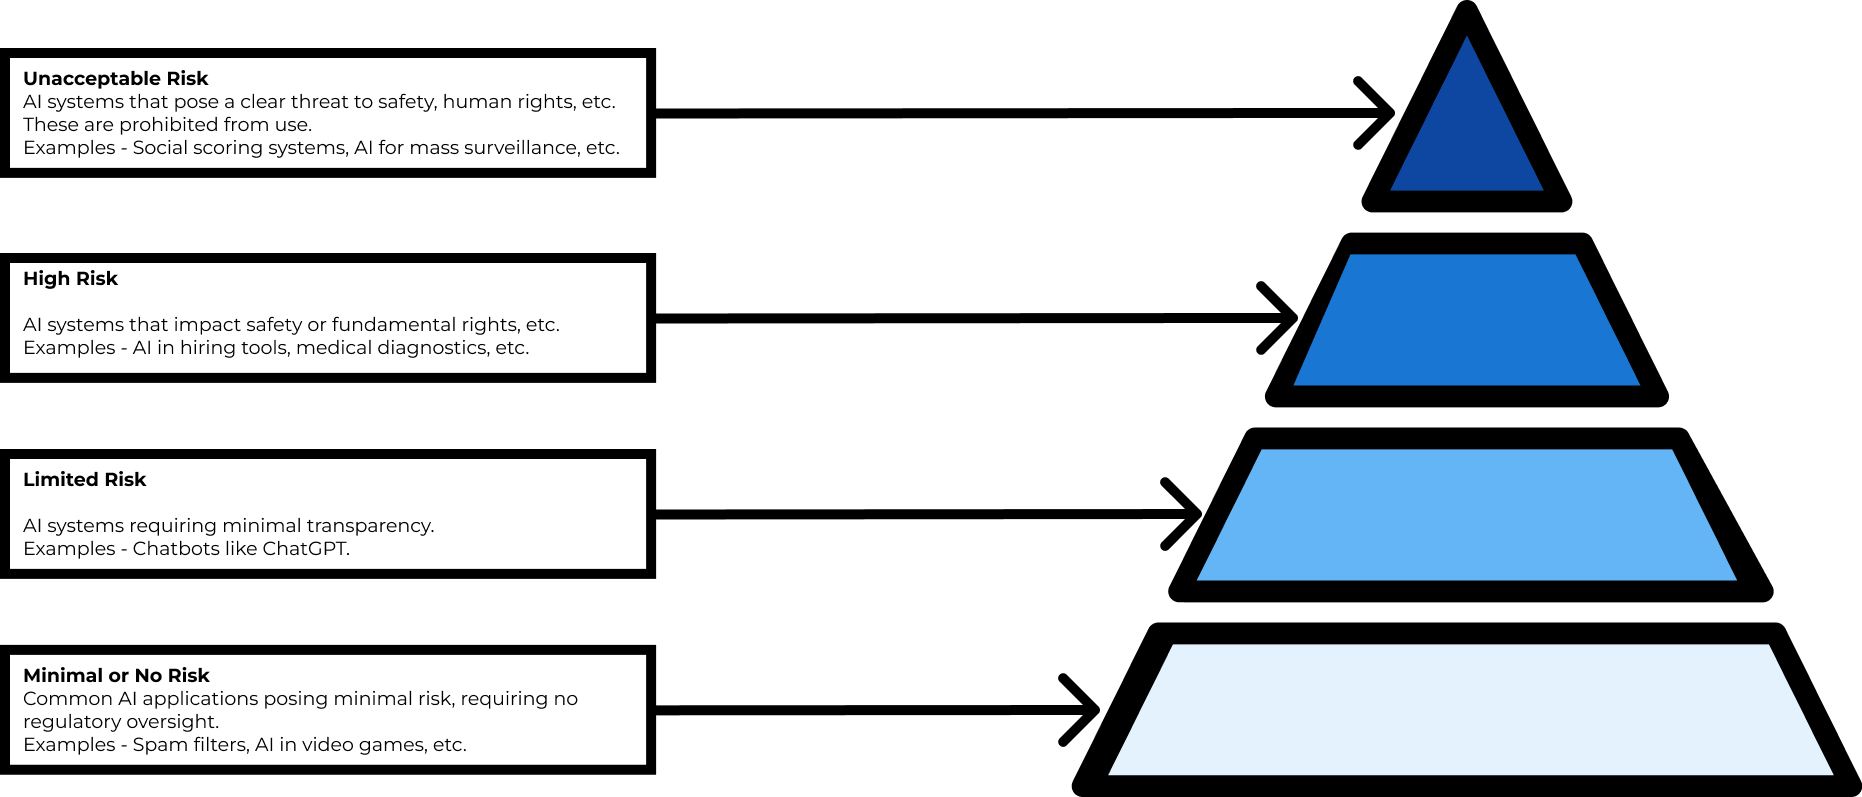 Unacceptable Risk
AI systems that pose a clear threat to safety, human rights, etc.
These are prohibited from use.
Examples - Social scoring systems, AI for mass surveillance, etc.
High Risk
AI systems that impact safety or fundamental rights, etc.
Examples - AI in hiring tools, medical diagnostics, etc.
Limited Risk
AI systems requiring minimal transparency.
Examples - Chatbots like ChatGPT.
Minimal or No Risk
Common AI applications posing minimal risk, requiring no
regulatory oversight.
Examples - Spam filters, AI in video games, etc.